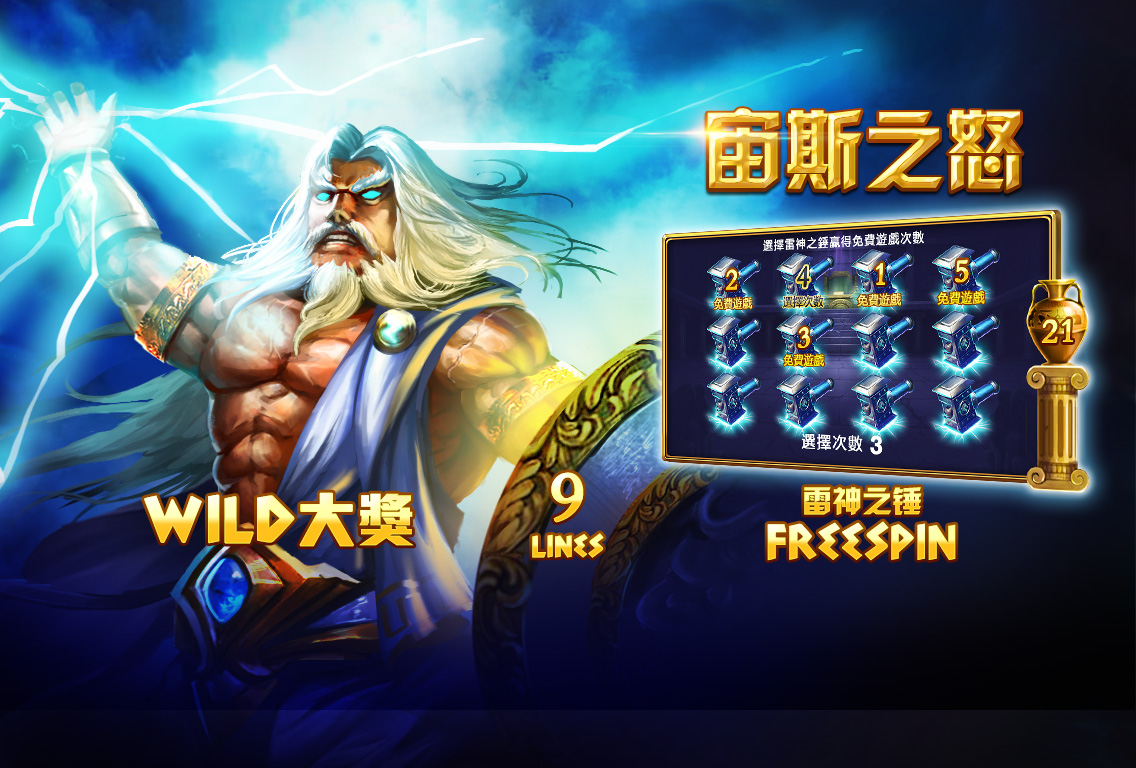 宙斯之怒
選擇雷神之錘贏得免費遊戲次數
2 4 1 5
免費遊戲 選擇次數 免費遊戲 免費遊戲
3
免費遊戲
21
選擇次數 3
WILD大獎
9
LINES
雷神之锤
FREESPIN